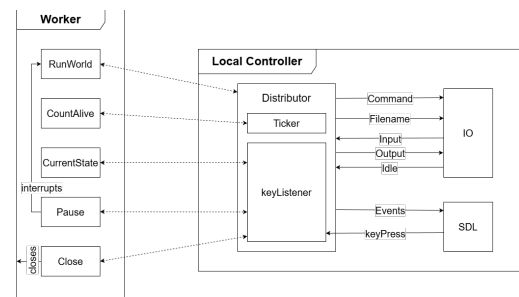 Worker
RunWorld
CountAlive
CurrentState
interrupts
Pause
closes
Close
Local Controller
Distributor
Ticker
keyListener
Command
Filename
Input
Output
Idle
IO
Events
keyPress
SDL